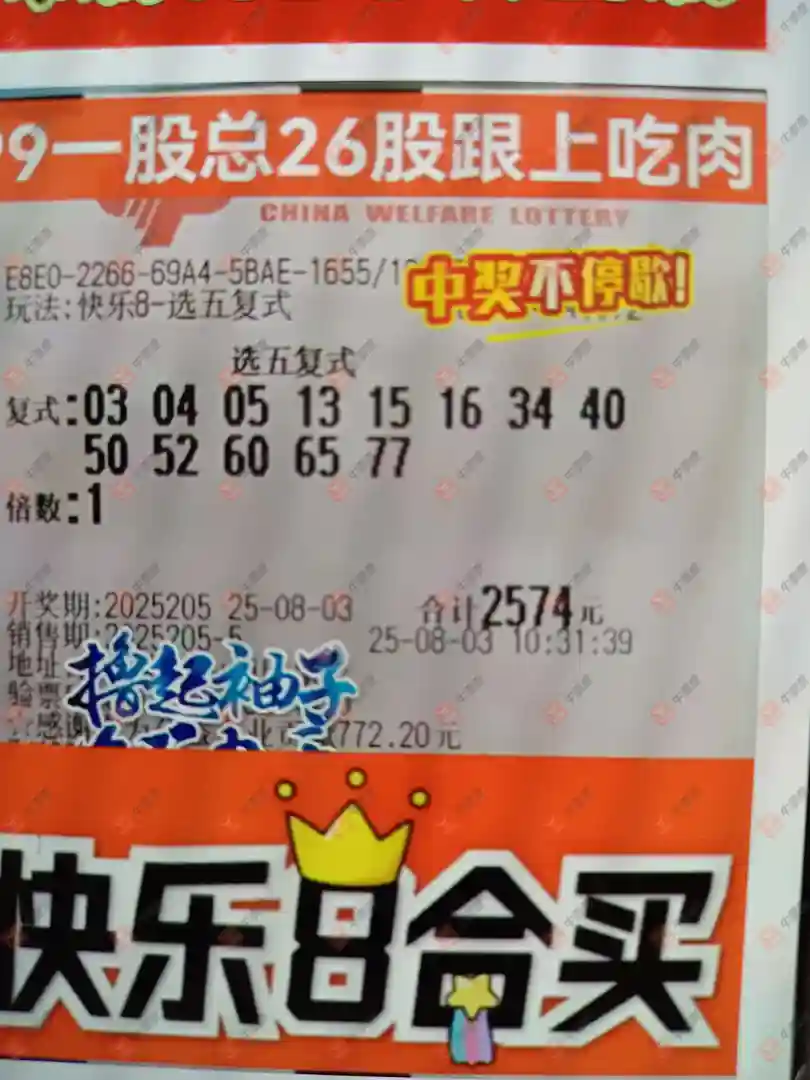 99一股总26股跟上吃肉
CHINA WELFARE LOTTERY
E8E0-2266-69A4-5BAE-1655/1
中奖不停歇!
玩法:快乐8-选五复式
选五复式
复式:03 04 05 13 15 16 34 40
50 52 60 65 77
倍数:1
开奖期:2025205 25-08-03 合计2574元
销售期:2025205-5 25-08-03 10:31:39
地址
撸起袖子
验票
感谢 772.20元
快乐8合买